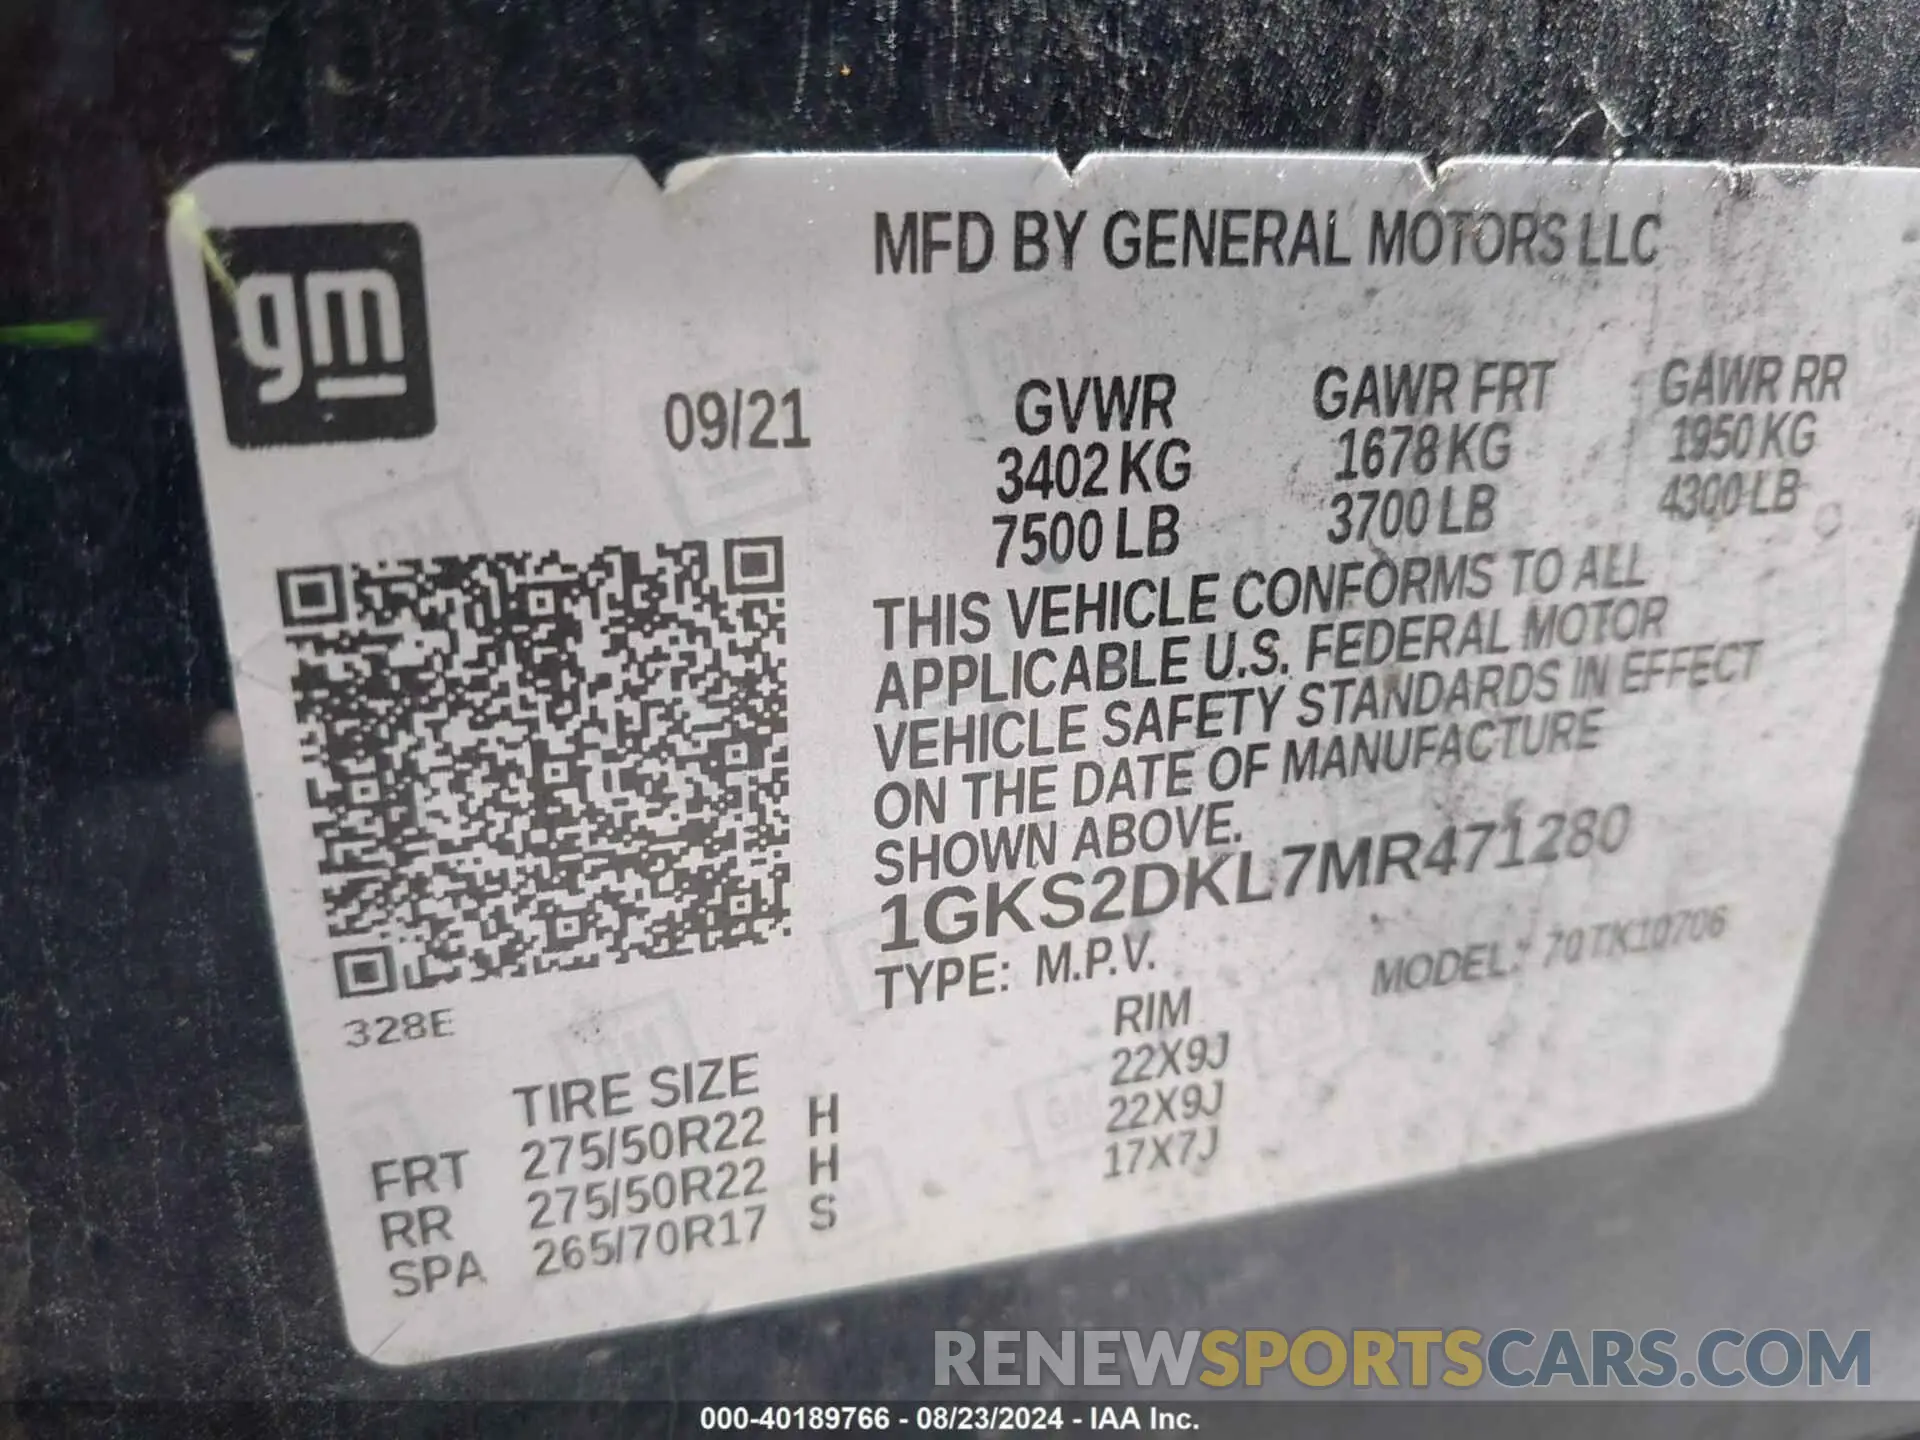 gm
MFD BY GENERAL MOTORS LLC
09/21
GVWR GAWR FRT GAWR RR
3402 KG 1678 KG 1950 KG
7500 LB 3700 LB 4300 LB
THIS VEHICLE CONFORMS TO ALL
APPLICABLE U.S. FEDERAL MOTOR
VEHICLE SAFETY STANDARDS IN EFFECT
ON THE DATE OF MANUFACTURE
SHOWN ABOVE.
1GKS2DKL7MR471280
TYPE: M.P.V. MODEL: 70TK10706
328E
TIRE SIZE RIM
FRT 275/50R22 H 22X9J
RR 275/50R22 H 22X9J
SPA 265/70R17 S 17X7J
RENEWSPORTSCARS.COM
000-40189766 - 08/23/2024 - IAA Inc.